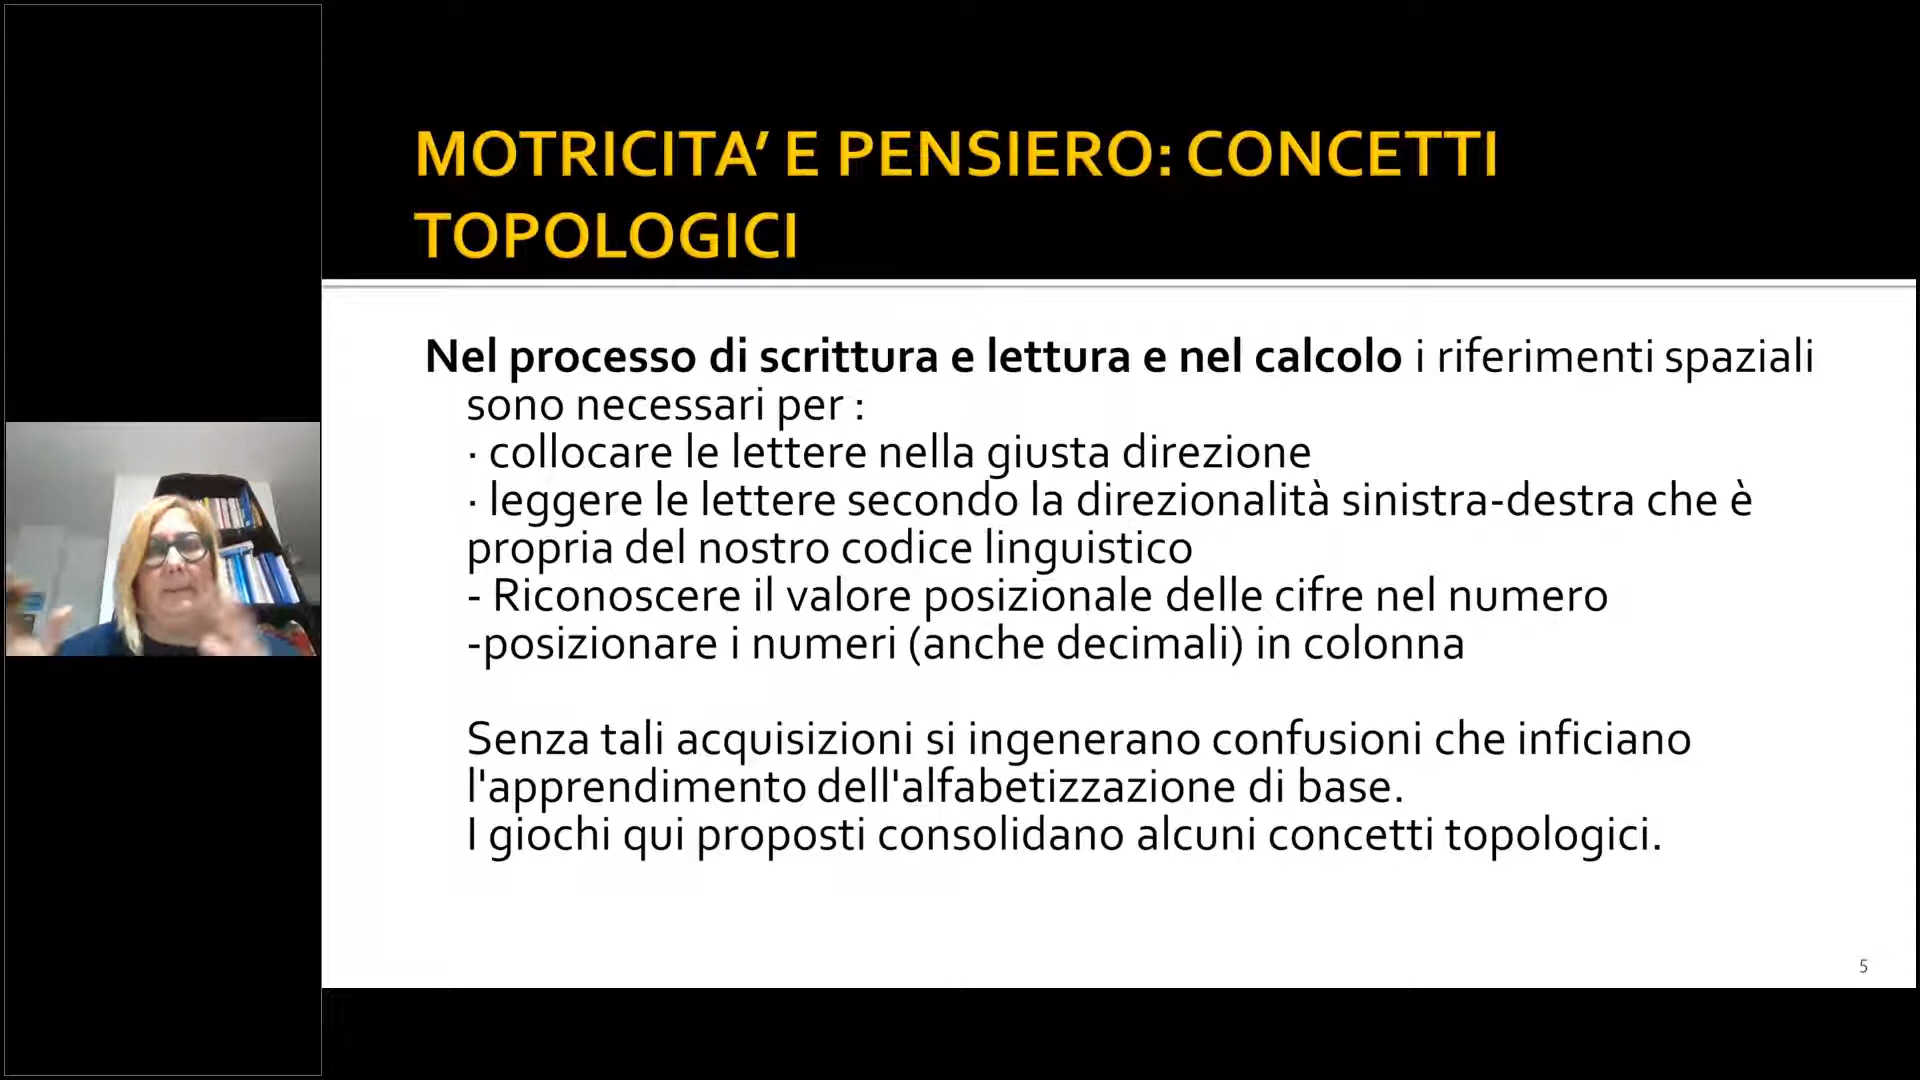 MOTRICITA’ E PENSIERO: CONCETTI
TOPOLOGICI
Nel processo di scrittura e lettura e nel calcolo i riferimenti spaziali
sono necessari per :
· collocare le lettere nella giusta direzione
· leggere le lettere secondo la direzionalità sinistra-destra che è
propria del nostro codice linguistico
- Riconoscere il valore posizionale delle cifre nel numero
-posizionare i numeri (anche decimali) in colonna
Senza tali acquisizioni si ingenerano confusioni che inficiano
l'apprendimento dell'alfabetizzazione di base.
I giochi qui proposti consolidano alcuni concetti topologici.
5